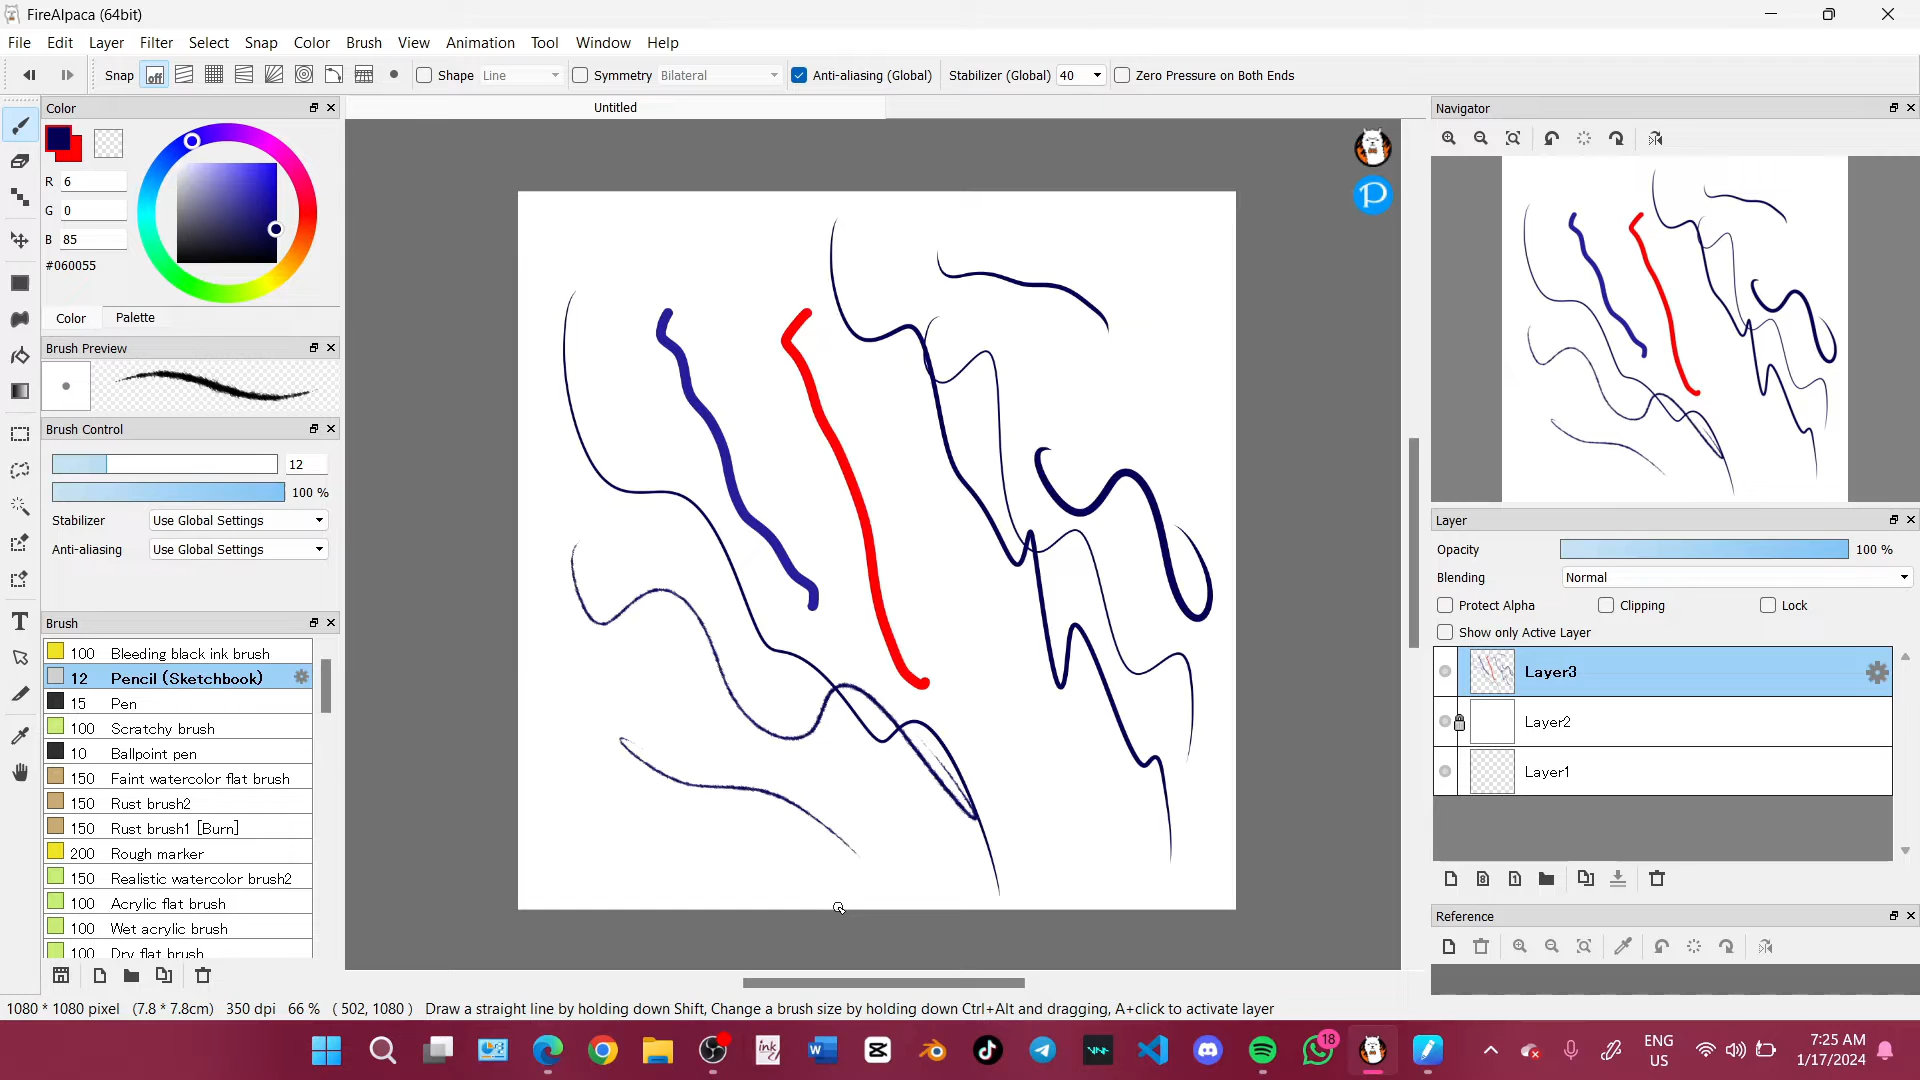 FireAlpaca (64bit)
File Edit Layer Filter Select Snap Color Brush View Animation Tool Window Help
Snap off Shape Line Symmetry Bilateral Anti-aliasing (Global) Stabilizer (Global) 40 Zero Pressure on Both Ends
Color
Untitled
Navigator
R 6
G 0
B 85
#060055
Color Palette
Brush Preview
Brush Control
12
100 %
Stabilizer Use Global Settings
Anti-aliasing Use Global Settings
Brush
100 Bleeding black ink brush
12 Pencil (Sketchbook)
15 Pen
100 Scratchy brush
10 Ballpoint pen
150 Faint watercolor flat brush
150 Rust brush2
150 Rust brush1 [Burn]
200 Rough marker
150 Realistic watercolor brush2
100 Acrylic flat brush
100 Wet acrylic brush
100 Dry flat brush
P
Layer
Opacity 100 %
Blending Normal
Protect Alpha Clipping Lock
Show only Active Layer
Layer3
Layer2
Layer1
8 1
Reference
1080 * 1080 pixel (7.8 * 7.8cm) 350 dpi 66 % ( 502, 1080 ) Draw a straight line by holding down Shift, Change a brush size by holding down Ctrl+Alt and dragging, A+click to activate layer
ink W 18
ENG
US
7:25 AM
1/17/2024